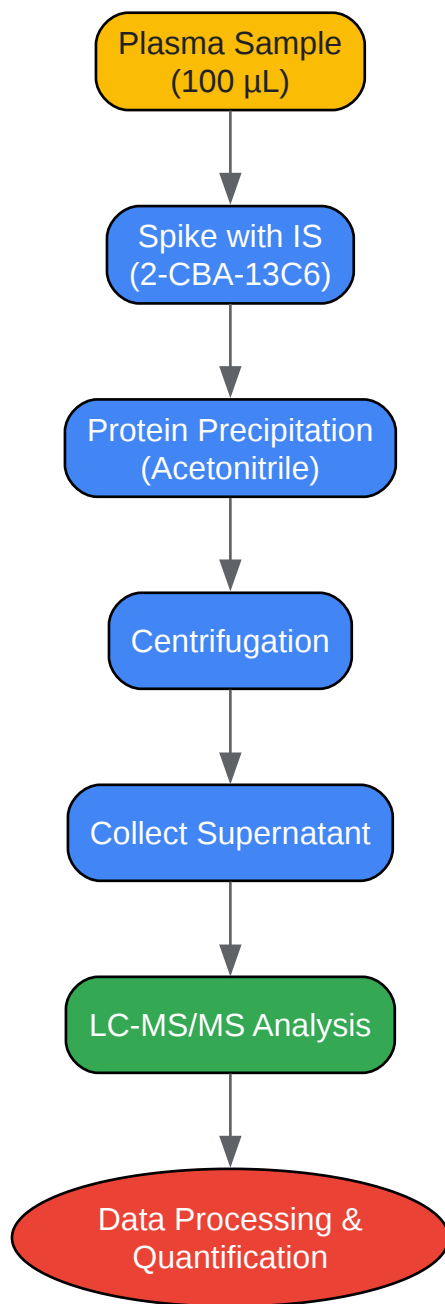 Plasma Sample
(100 µL)
Spike with IS
(2-CBA-13C6)
Protein Precipitation
(Acetonitrile)
Centrifugation
Collect Supernatant
LC-MS/MS Analysis
Data Processing &
Quantification